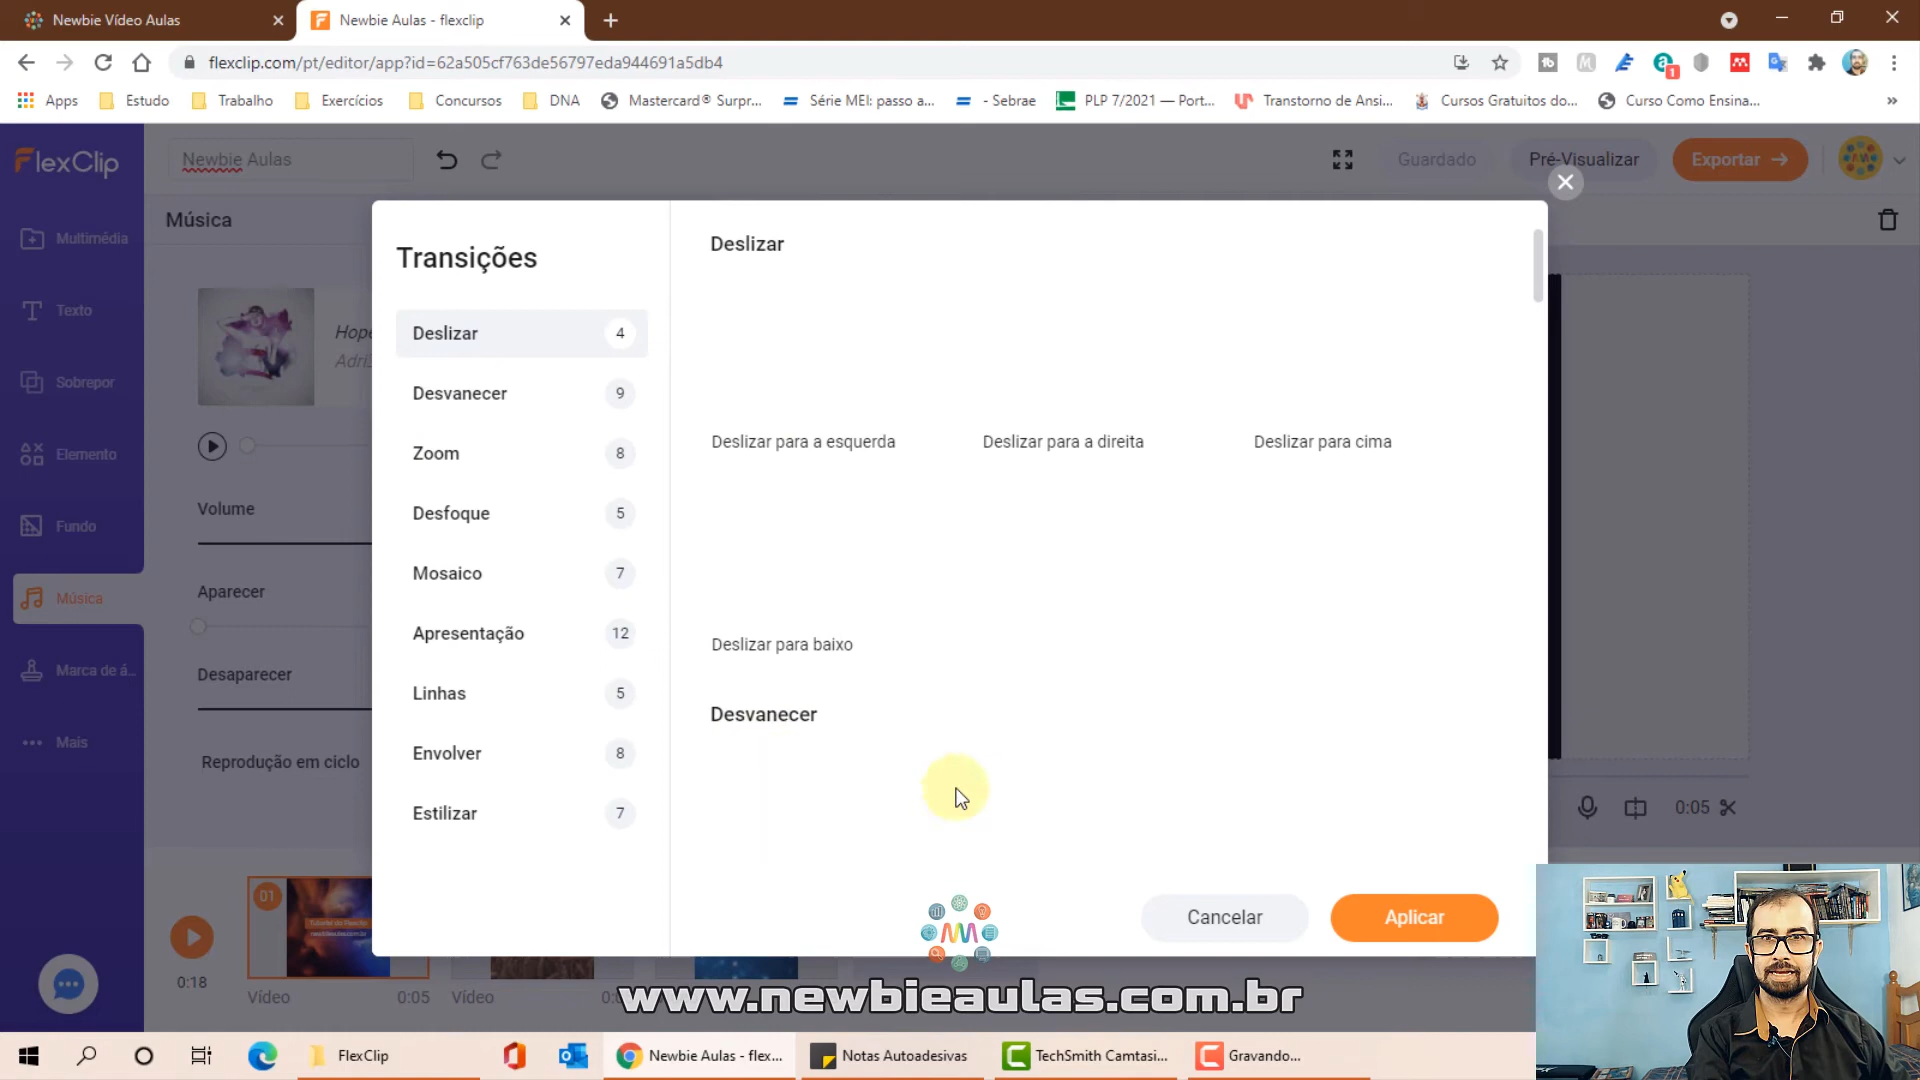 Newbie Vídeo Aulas
Newbie Aulas - flexclip
flexclip.com/pt/editor/app?id=62a505cf763de56797eda944691a5db4
Apps
Estudo
Trabalho
Exercícios
Concursos
DNA
Mastercard® Surpr...
Série MEI: passo a...
- Sebrae
PLP 7/2021 — Port...
Transtorno de Ansi...
Cursos Gratuitos do...
Curso Como Ensina...
»
FlexClip
Newbie Aulas
Guardado
Pré-Visualizar
Exportar
Multimédia
Texto
Sobrepor
Elemento
Fundo
Música
Marca de á...
Mais
Música
Hope
Adri
Volume
Aparecer
Desaparecer
Reprodução em ciclo
Transições
Deslizar 4
Desvanecer 9
Zoom 8
Desfoque 5
Mosaico 7
Apresentação 12
Linhas 5
Envolver 8
Estilizar 7
Deslizar
Deslizar para a esquerda
Deslizar para a direita
Deslizar para cima
Deslizar para baixo
Desvanecer
Cancelar
Aplicar
0:05
0:18
01
Vídeo
0:05
Vídeo
www.newbieaulas.com.br
FlexClip
Newbie Aulas - flex...
Notas Autoadesivas
TechSmith Camtasi...
Gravando...